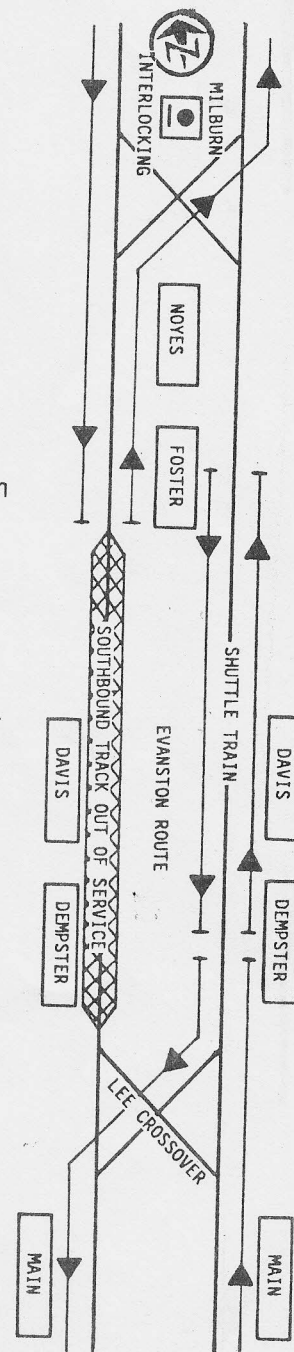 MILBURN
INTERLOCKING
NOYES
FOSTER
SHUTTLE TRAIN
EVANSTON ROUTE
SOUTHBOUND TRACK OUT OF SERVICE
DAVIS
DEMPSTER
DAVIS
DEMPSTER
LEE CROSSOVER
MAIN
MAIN